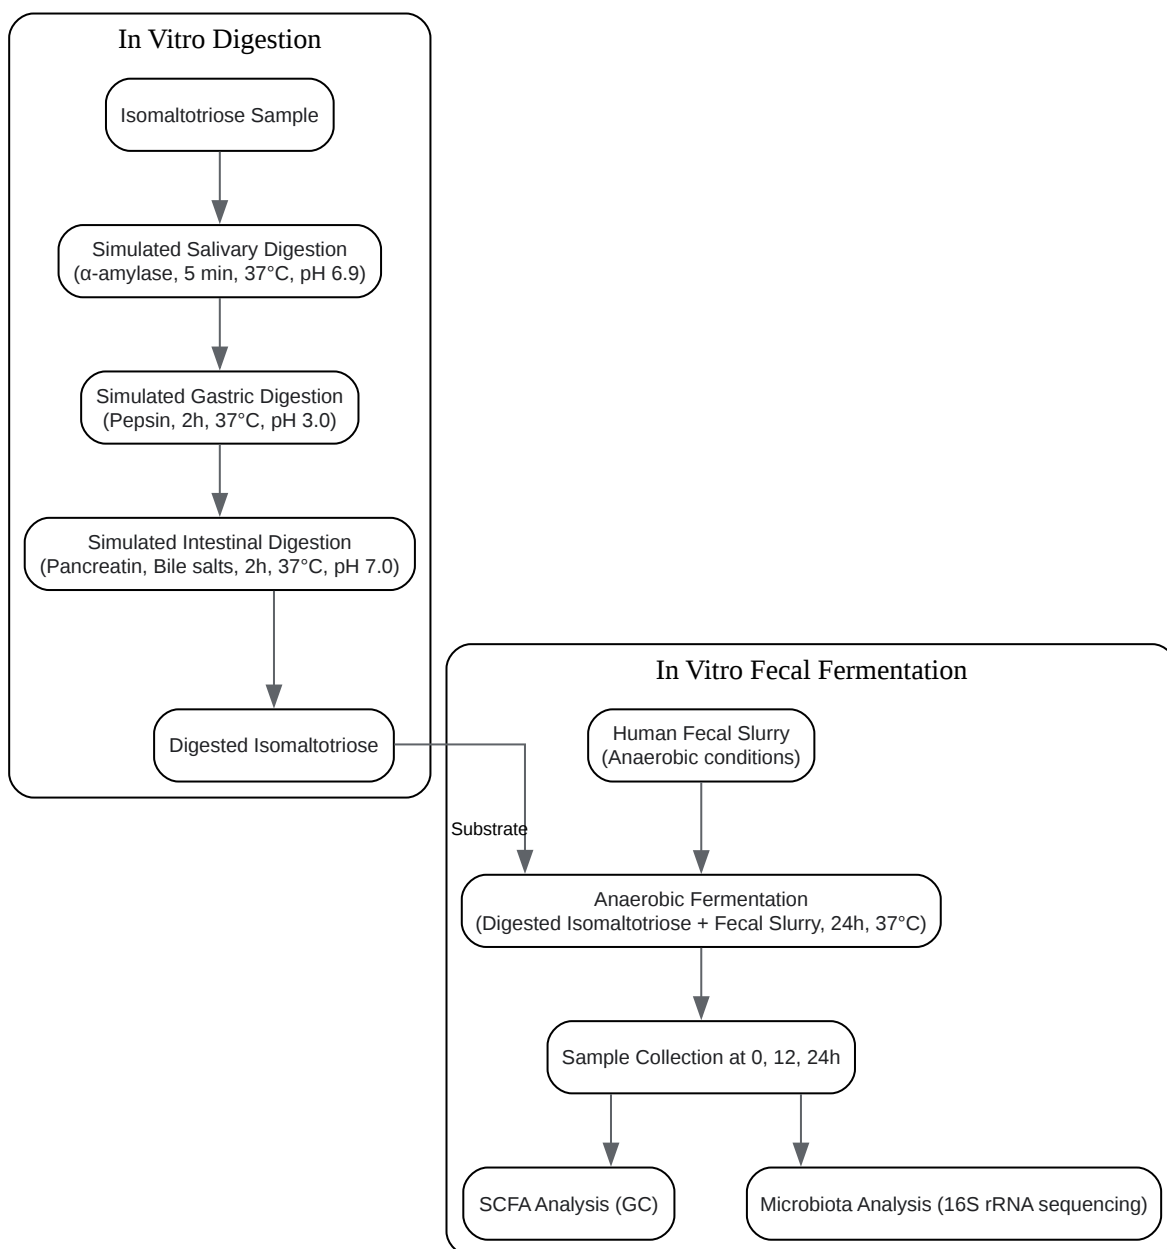 In Vitro Digestion
Isomaltotriose Sample
Simulated Salivary Digestion
(α-amylase, 5 min, 37°C, pH 6.9)
Simulated Gastric Digestion
(Pepsin, 2h, 37°C, pH 3.0)
Simulated Intestinal Digestion
(Pancreatin, Bile salts, 2h, 37°C, pH 7.0)
Digested Isomaltotriose
Substrate
In Vitro Fecal Fermentation
Human Fecal Slurry
(Anaerobic conditions)
Anaerobic Fermentation
(Digested Isomaltotriose + Fecal Slurry, 24h, 37°C)
Sample Collection at 0, 12, 24h
SCFA Analysis (GC)
Microbiota Analysis (16S rRNA sequencing)